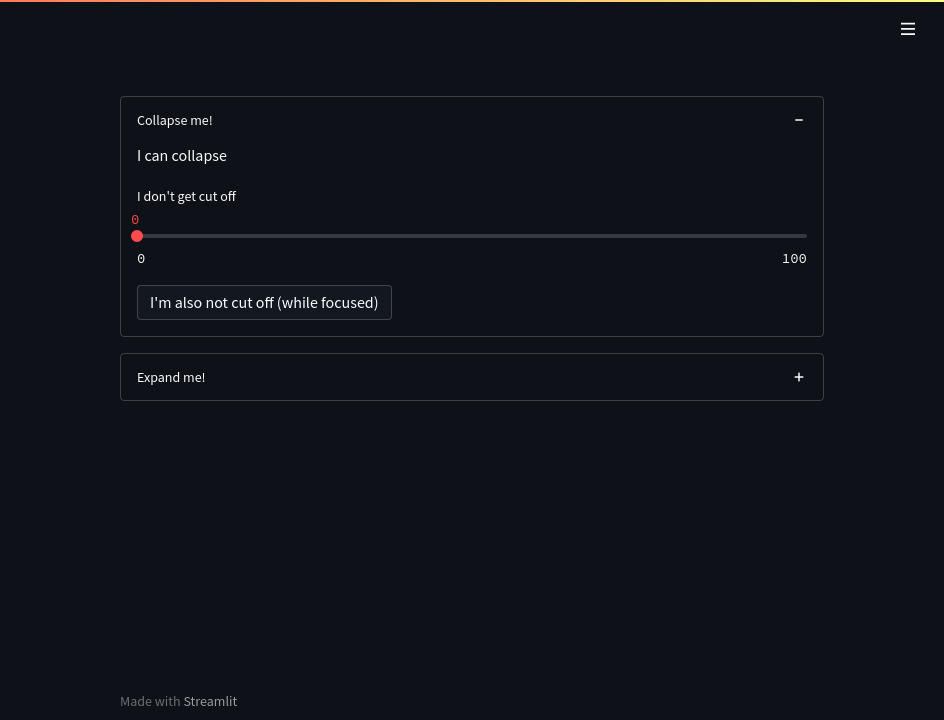 Collapse me!
I can collapse
I don't get cut off
0
0 100
I'm also not cut off (while focused)
Expand me!
Made with Streamlit